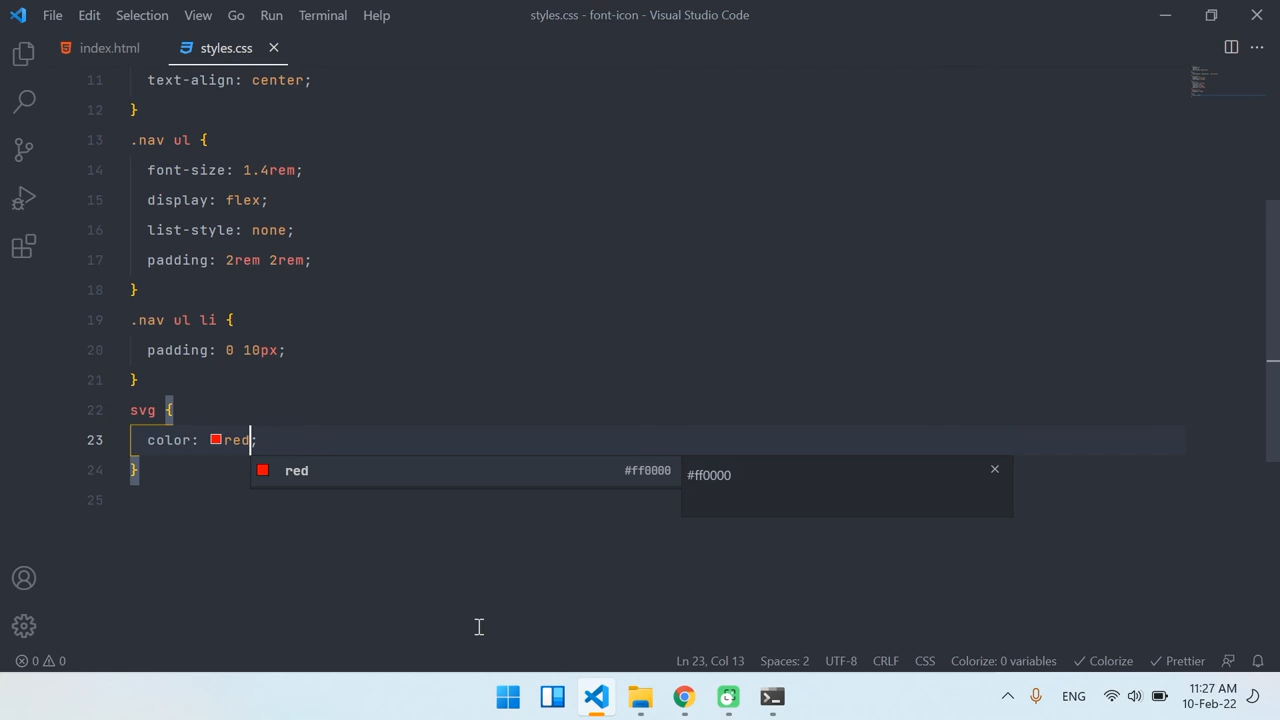 File Edit Selection View Go Run Terminal Help styles.css - font-icon - Visual Studio Code
index.html styles.css
11 text-align: center;
12 }
13 .nav ul {
14 font-size: 1.4rem;
15 display: flex;
16 list-style: none;
17 padding: 2rem 2rem;
18 }
19 .nav ul li {
20 padding: 0 10px;
21 }
22 svg {
23 color: red;
24 }
red #ff0000 #ff0000
25
0 0 Ln 23, Col 13 Spaces: 2 UTF-8 CRLF CSS Colorize: 0 variables Colorize Prettier
ENG 11:27 AM
10-Feb-22